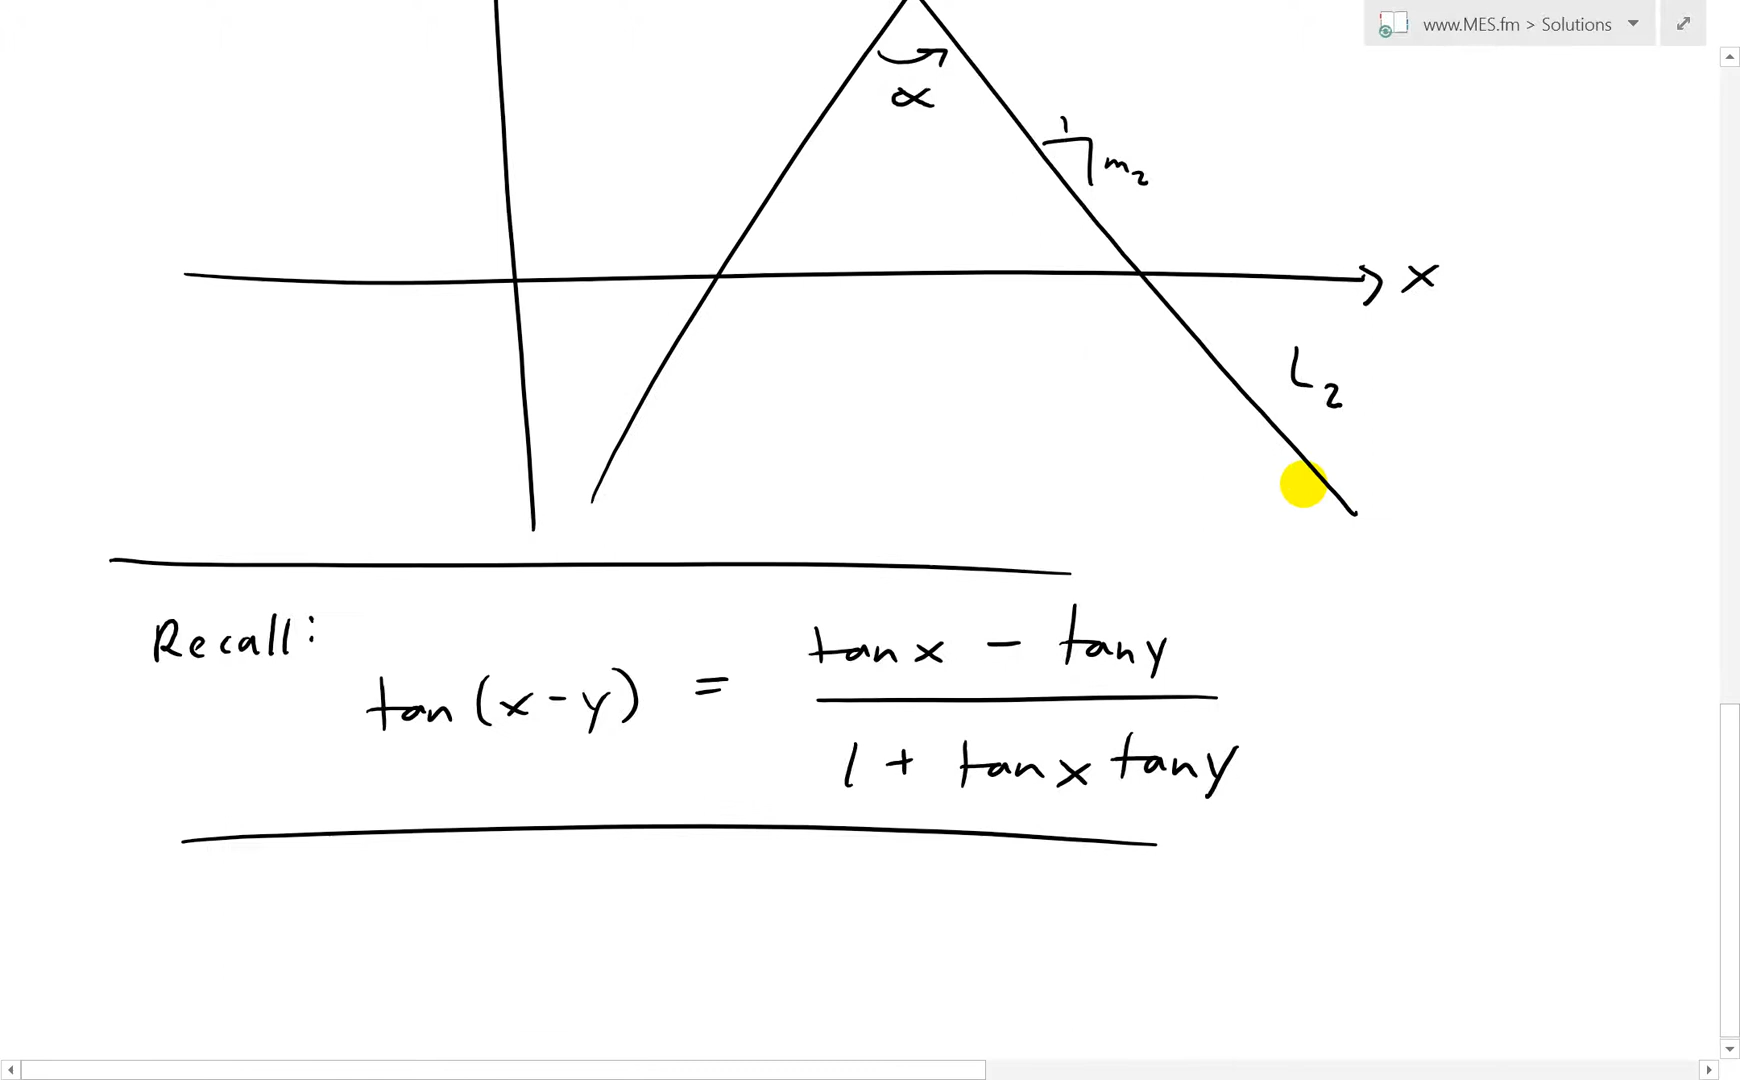 www.MES.fm > Solutions
α
1
m₂
x
L₂
Recall:
tan (x - y) = (tan x - tan y) / (1 + tan x tan y)